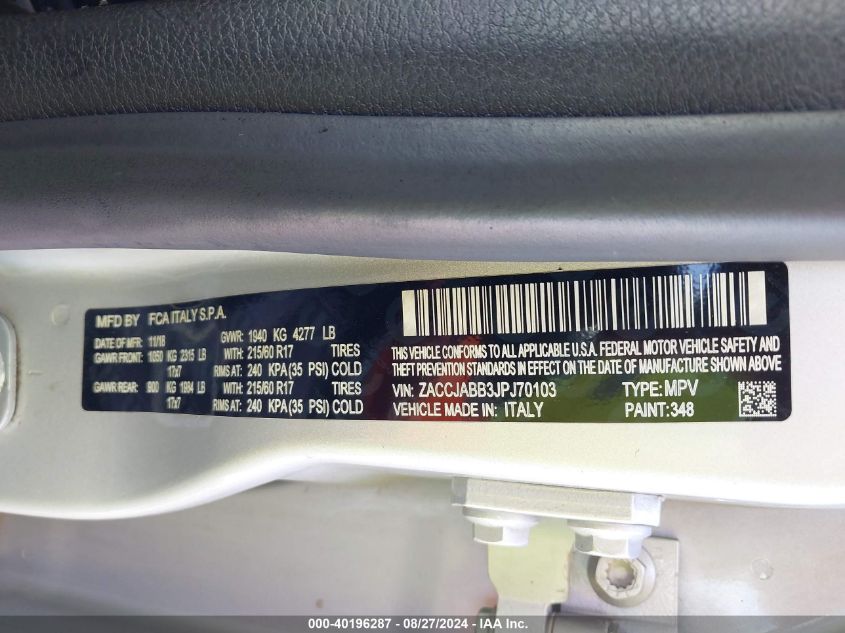 MFD BY FCA ITALY S.P.A.
DATE OF MFR: 11/18 GVWR: 1940 KG 4277 LB
GAWR FRONT: 1050 KG 2315 LB WITH: 215/60 R17 TIRES
17x7 RIMS AT: 240 KPA(35 PSI) COLD
GAWR REAR: 900 KG 1984 LB WITH: 215/60 R17 TIRES
17x7 RIMS AT: 240 KPA(35 PSI) COLD
THIS VEHICLE CONFORMS TO ALL APPLICABLE U.S.A. FEDERAL MOTOR VEHICLE SAFETY AND
THEFT PREVENTION STANDARDS IN EFFECT ON THE DATE OF MANUFACTURE SHOWN ABOVE
VIN: ZACCJABB3JPJ70103 TYPE: MPV
VEHICLE MADE IN: ITALY PAINT: 348
000-40196287 - 08/27/2024 - IAA Inc.